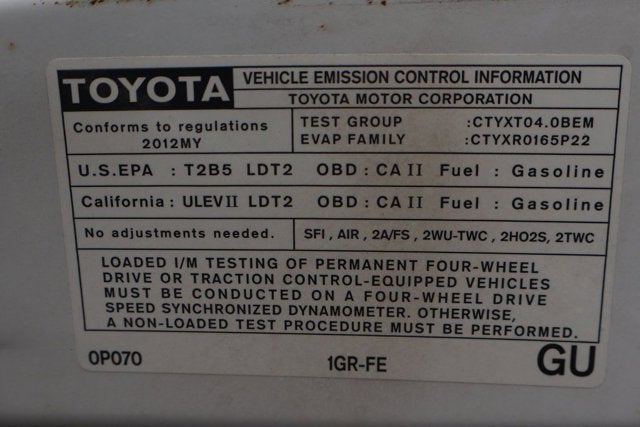 TOYOTA
VEHICLE EMISSION CONTROL INFORMATION
TOYOTA MOTOR CORPORATION
Conforms to regulations
2012MY
TEST GROUP :CTYXT04.0BEM
EVAP FAMILY :CTYXR0165P22
U.S.EPA : T2B5 LDT2 OBD : CA II Fuel : Gasoline
California : ULEV II LDT2 OBD : CA II Fuel : Gasoline
No adjustments needed.
SFI , AIR , 2A/FS , 2WU-TWC , 2HO2S, 2TWC
LOADED I/M TESTING OF PERMANENT FOUR-WHEEL
DRIVE OR TRACTION CONTROL-EQUIPPED VEHICLES
MUST BE CONDUCTED ON A FOUR-WHEEL DRIVE
SPEED SYNCHRONIZED DYNAMOMETER. OTHERWISE,
A NON-LOADED TEST PROCEDURE MUST BE PERFORMED.
0P070 1GR-FE GU